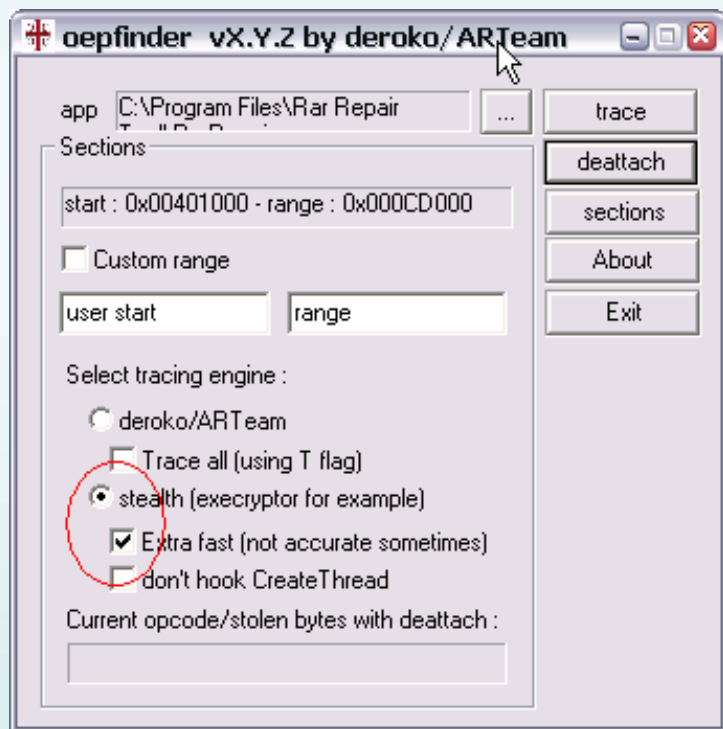 oepfinder vX.Y.Z by deroko/ARTeam
app
C:\Program Files\Rar Repair
...
trace
Sections
deattach
start : 0x00401000 - range : 0x000CD000
sections
Custom range
About
user start
range
Exit
Select tracing engine :
deroko/ARTeam
Trace all (using T flag)
stealth (execryptor for example)
Extra fast (not accurate sometimes)
don't hook CreateThread
Current opcode/stolen bytes with deattach :